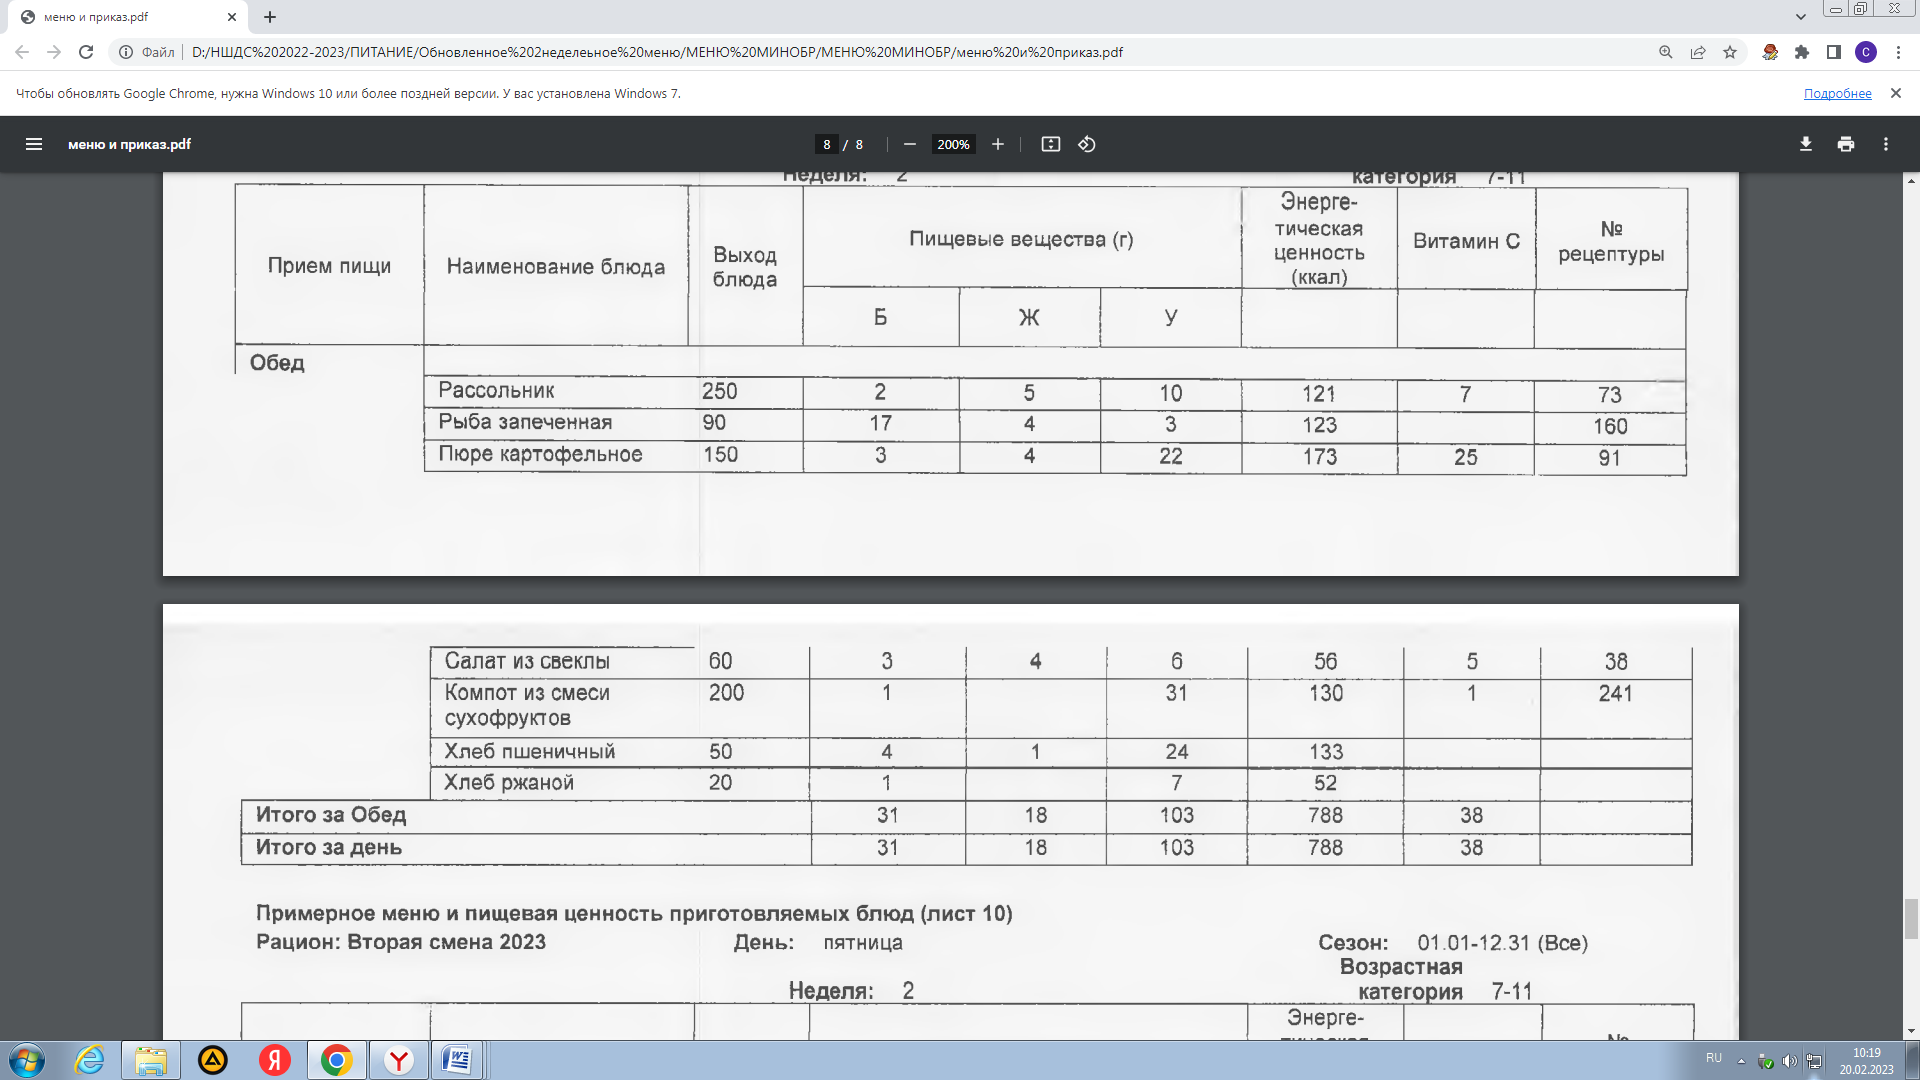 меню и приказ.pdf
Файл
D:/НШДС%202022-2023/ПИТАНИЕ/Обновленное%202неделеьное%20меню/МЕНЮ%20МИНОБР/МЕНЮ%20МИНОБР/меню%20и%20приказ.pdf
C
Чтобы обновлять Google Chrome, нужна Windows 10 или более поздней версии. У вас установлена Windows 7.
Подробнее
меню и приказ.pdf
8 / 8
200%
Неделя: 2
категория 7-11
Прием пищи
Наименование блюда
Выход блюда
Пищевые вещества (г)
Энерге-
тическая
ценность
(ккал)
Витамин С
№ рецептуры
Б Ж У
Обед
Рассольник 250 2 5 10 121 7 73
Рыба запеченная 90 17 4 3 123 160
Пюре картофельное 150 3 4 22 173 25 91
Салат из свеклы 60 3 4 6 56 5 38
Компот из смеси 200 1 31 130 1 241
сухофруктов
Хлеб пшеничный 50 4 1 24 133
Хлеб ржаной 20 1 7 52
Итого за Обед 31 18 103 788 38
Итого за день 31 18 103 788 38
Примерное меню и пищевая ценность приготовляемых блюд (лист 10)
Рацион: Вторая смена 2023 День: пятница Сезон: 01.01-12.31 (Все)
Возрастная
Неделя: 2 категория 7-11
Энерге-
тическая
№
RU
10:19
20.02.2023